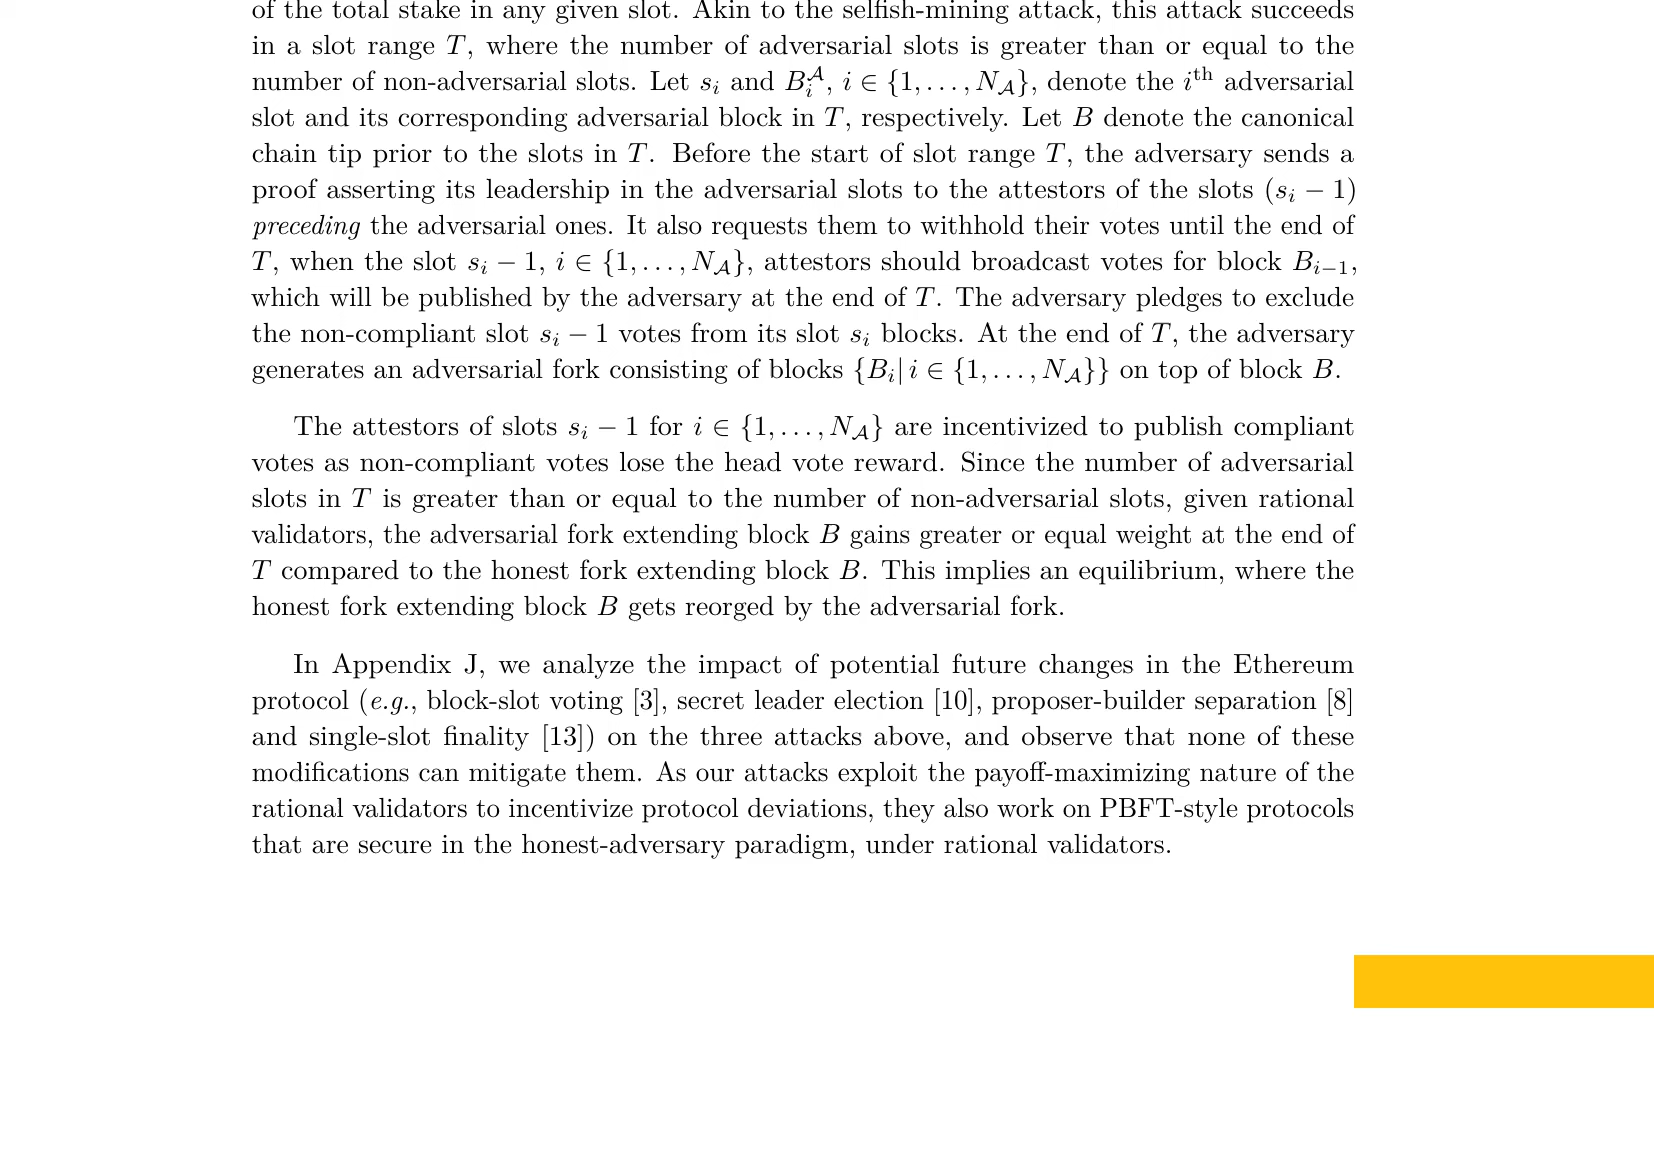 of the total stake in any given slot. Akin to the selfish-mining attack, this attack succeeds
in a slot range T, where the number of adversarial slots is greater than or equal to the
number of non-adversarial slots. Let s_i and B_i^𝒜, i ∈ {1, . . . , N_𝒜}, denote the i^th adversarial
slot and its corresponding adversarial block in T, respectively. Let B denote the canonical
chain tip prior to the slots in T. Before the start of slot range T, the adversary sends a
proof asserting its leadership in the adversarial slots to the attestors of the slots (s_i − 1)
preceding the adversarial ones. It also requests them to withhold their votes until the end of
T, when the slot s_i − 1, i ∈ {1, . . . , N_𝒜}, attestors should broadcast votes for block B_{i−1},
which will be published by the adversary at the end of T. The adversary pledges to exclude
the non-compliant slot s_i − 1 votes from its slot s_i blocks. At the end of T, the adversary
generates an adversarial fork consisting of blocks {B_i| i ∈ {1, . . . , N_𝒜}} on top of block B.
The attestors of slots s_i − 1 for i ∈ {1, . . . , N_𝒜} are incentivized to publish compliant
votes as non-compliant votes lose the head vote reward. Since the number of adversarial
slots in T is greater than or equal to the number of non-adversarial slots, given rational
validators, the adversarial fork extending block B gains greater or equal weight at the end of
T compared to the honest fork extending block B. This implies an equilibrium, where the
honest fork extending block B gets reorged by the adversarial fork.
In Appendix J, we analyze the impact of potential future changes in the Ethereum
protocol (e.g., block-slot voting [3], secret leader election [10], proposer-builder separation [8]
and single-slot finality [13]) on the three attacks above, and observe that none of these
modifications can mitigate them. As our attacks exploit the payoff-maximizing nature of the
rational validators to incentivize protocol deviations, they also work on PBFT-style protocols
that are secure in the honest-adversary paradigm, under rational validators.